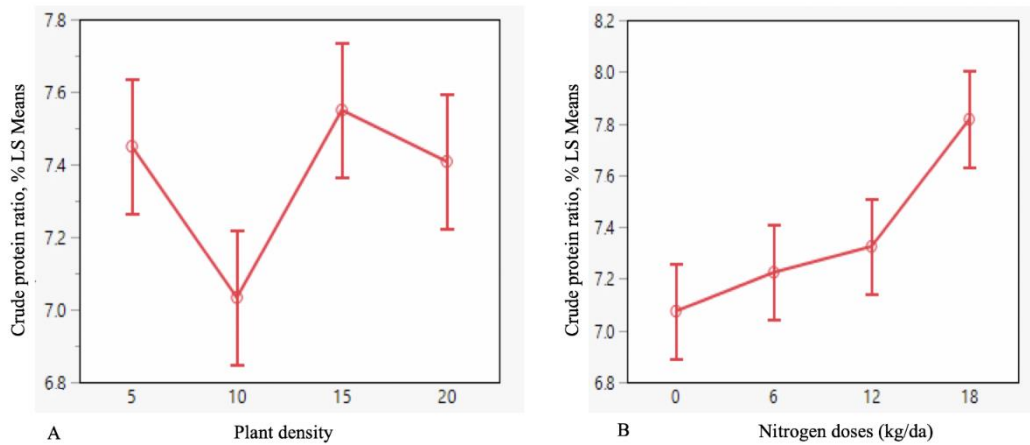 Crude protein ratio, % LS Means
7.8
7.6
7.4
7.2
7.0
6.8
5 10 15 20
A Plant density
Crude protein ratio, % LS Means
8.2
8.0
7.8
7.6
7.4
7.2
7.0
6.8
0 6 12 18
B Nitrogen doses (kg/da)